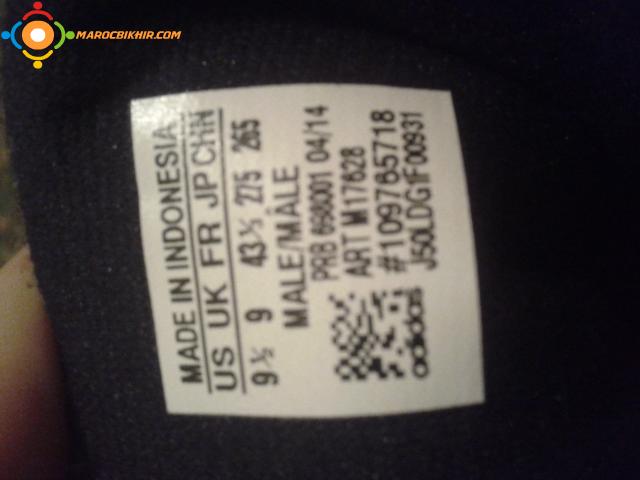 MAROCBIKHIR.COM
MADE IN INDONESIA
US UK FR JP CHN
9½ 9 43⅓ 275 265
MALE/MÂLE
PRB 698001 04/14
ART M17628
#109765718
J50LDG1F00931
adidas